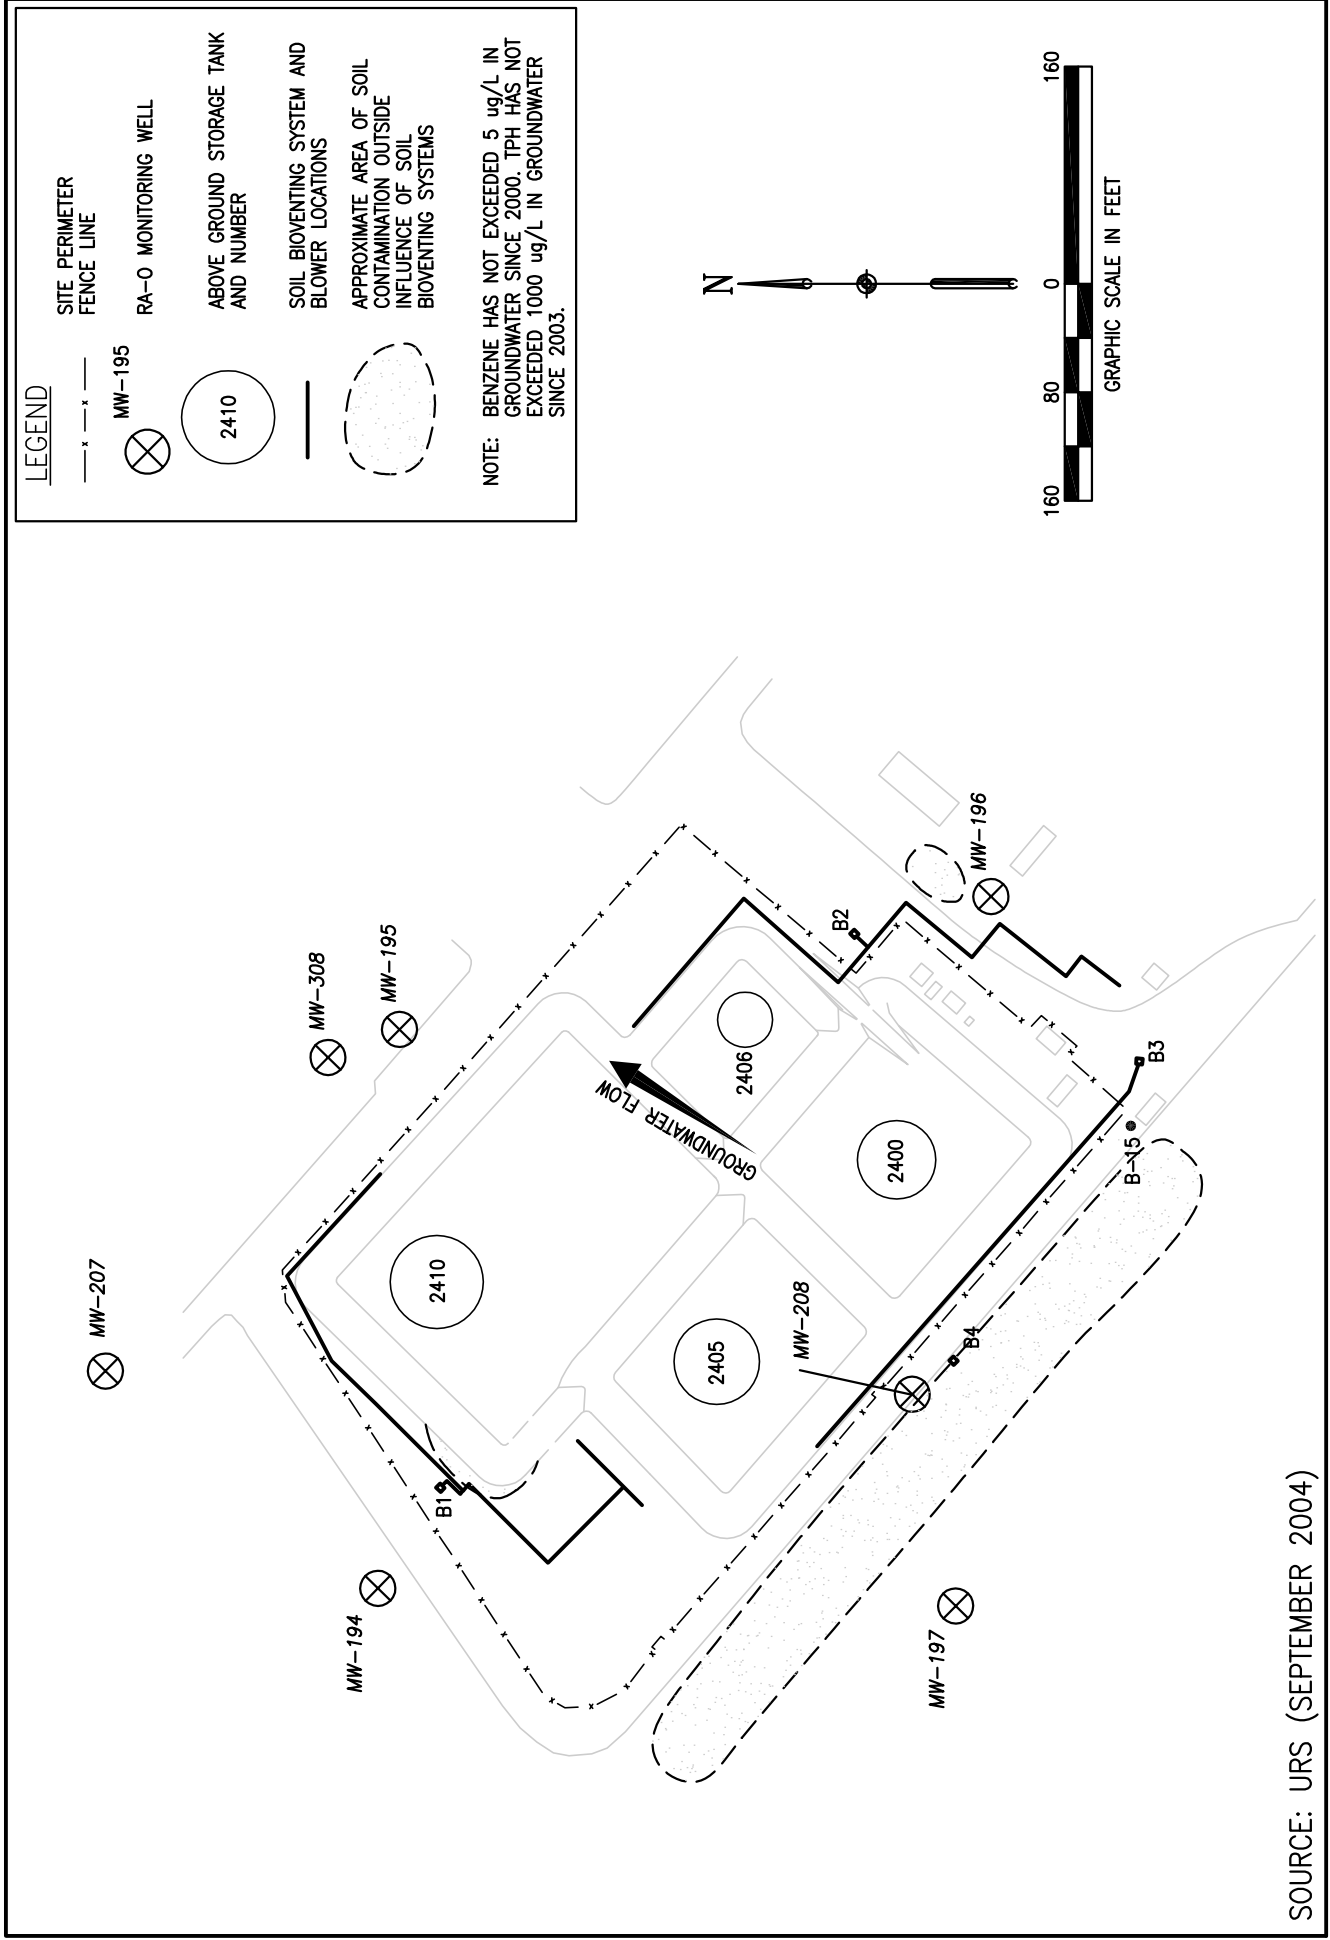 LEGEND
SITE PERIMETER
FENCE LINE
MW-195
RA-O MONITORING WELL
2410
ABOVE GROUND STORAGE TANK
AND NUMBER
SOIL BIOVENTING SYSTEM AND
BLOWER LOCATIONS
APPROXIMATE AREA OF SOIL
CONTAMINATION OUTSIDE
INFLUENCE OF SOIL
BIOVENTING SYSTEMS
NOTE: BENZENE HAS NOT EXCEEDED 5 ug/L IN
GROUNDWATER SINCE 2000. TPH HAS NOT
EXCEEDED 1000 ug/L IN GROUNDWATER
SINCE 2003.
N
160 80 0 160
GRAPHIC SCALE IN FEET
MW-207
MW-308
MW-195
MW-194
B1
2410
GROUNDWATER FLOW
2406
B2
MW-196
2405
2400
MW-208
B4
B3
B-15
MW-197
SOURCE: URS (SEPTEMBER 2004)